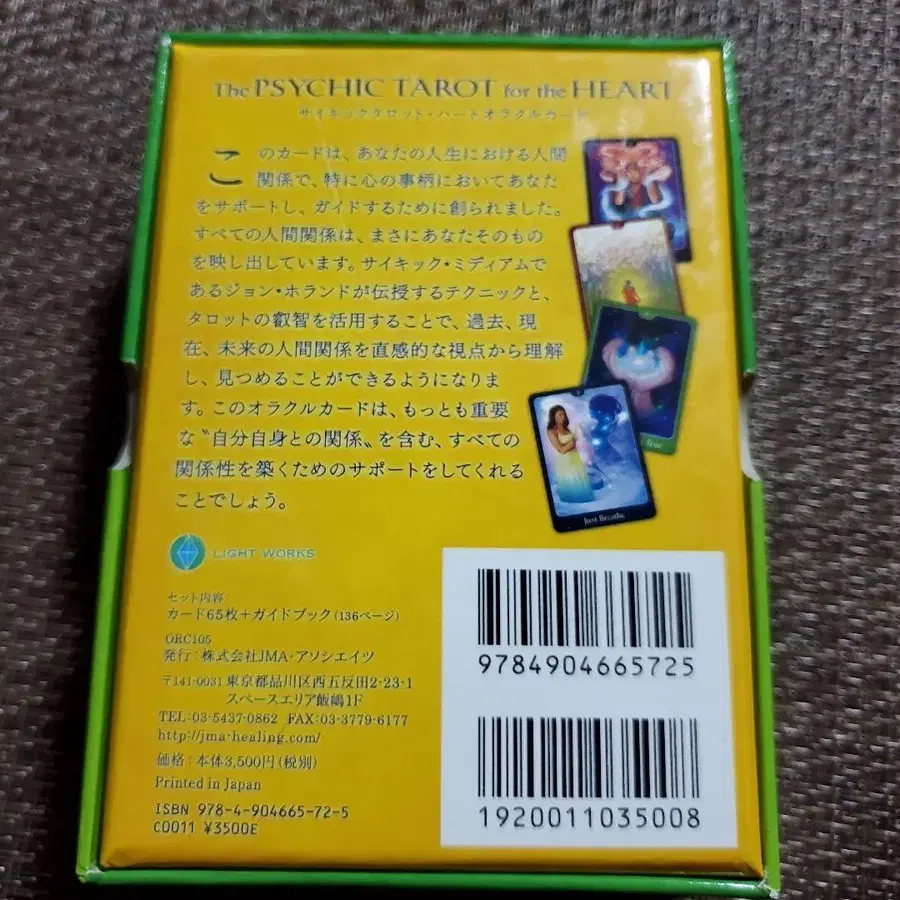 The PSYCHIC TAROT for the HEART
サイキックタロット・ハートオラクルカード
このカードは、あなたの人生における人間
関係で、特に心の事柄においてあなた
をサポートし、ガイドするために創られました。
すべての人間関係は、まさにあなたそのもの
を映し出しています。サイキック・ミディアムで
あるジョン・ホランドが伝授するテクニックと、
タロットの叡智を活用することで、過去、現
在、未来の人間関係を直感的な視点から理解
し、見つめることができるようになりま
す。このオラクルカードは、もっとも重要
な〝自分自身との関係〟を含む、すべての
関係性を築くためのサポートをしてくれる
ことでしょう。
True
Just Breathe
LIGHT WORKS
セット内容:
カード65枚+ガイドブック(136ページ)
ORC105
発行:株式会社JMA・アソシエイツ
〒141-0031 東京都品川区西五反田2-23-1
スペースエリア飯嶋1F
TEL:03-5437-0862 FAX:03-3779-6177
http://jma-healing.com/
価格:本体3,500円(税別)
Printed in Japan
ISBN 978-4-904665-72-5
C0011 ¥3500E
9784904665725
1920011035008